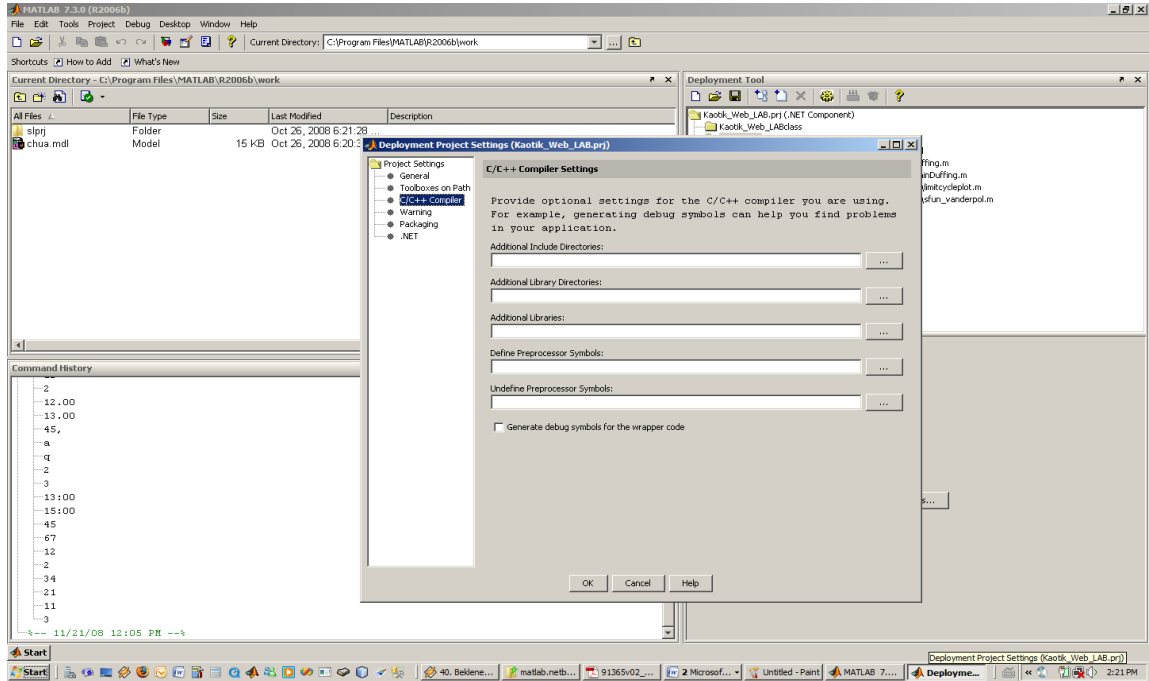 MATLAB 7.3.0 (R2006b)
File Edit Tools Project Debug Desktop Window Help
Current Directory: C:\Program Files\MATLAB\R2006b\work ...
Shortcuts How to Add What's New
Current Directory - C:\Program Files\MATLAB\R2006b\work
All Files File Type Size Last Modified Description
slprj Folder Oct 26, 2008 6:21:28 ...
chua.mdl Model 15 KB Oct 26, 2008 6:20:3
Deployment Tool
Kaotik_Web_LAB.prj (.NET Component)
Kaotik_Web_LABclass
ffing.m
inDuffing.m
\limitcycleplot.m
\sfun_vanderpol.m
s...
Deployment Project Settings (Kaotik_Web_LAB.prj)
Project Settings
General
Toolboxes on Path
C/C++ Compiler
Warning
Packaging
.NET
C/C++ Compiler Settings
Provide optional settings for the C/C++ compiler you are using.
For example, generating debug symbols can help you find problems
in your application.
Additional Include Directories:
...
Additional Library Directories:
...
Additional Libraries:
...
Define Preprocessor Symbols:
...
Undefine Preprocessor Symbols:
...
Generate debug symbols for the wrapper code
OK Cancel Help
Command History
2
12.00
13.00
45,
a
q
2
3
13:00
15:00
45
67
12
2
34
21
11
3
%-- 11/21/08 12:05 PM --%
Start
Deployment Project Settings (Kaotik_Web_LAB.prj)
Start 40. Beklene... matlab.netb... 91365v02_... 2 Microsof... Untitled - Paint MATLAB 7.... Deployme... 2:21 PM